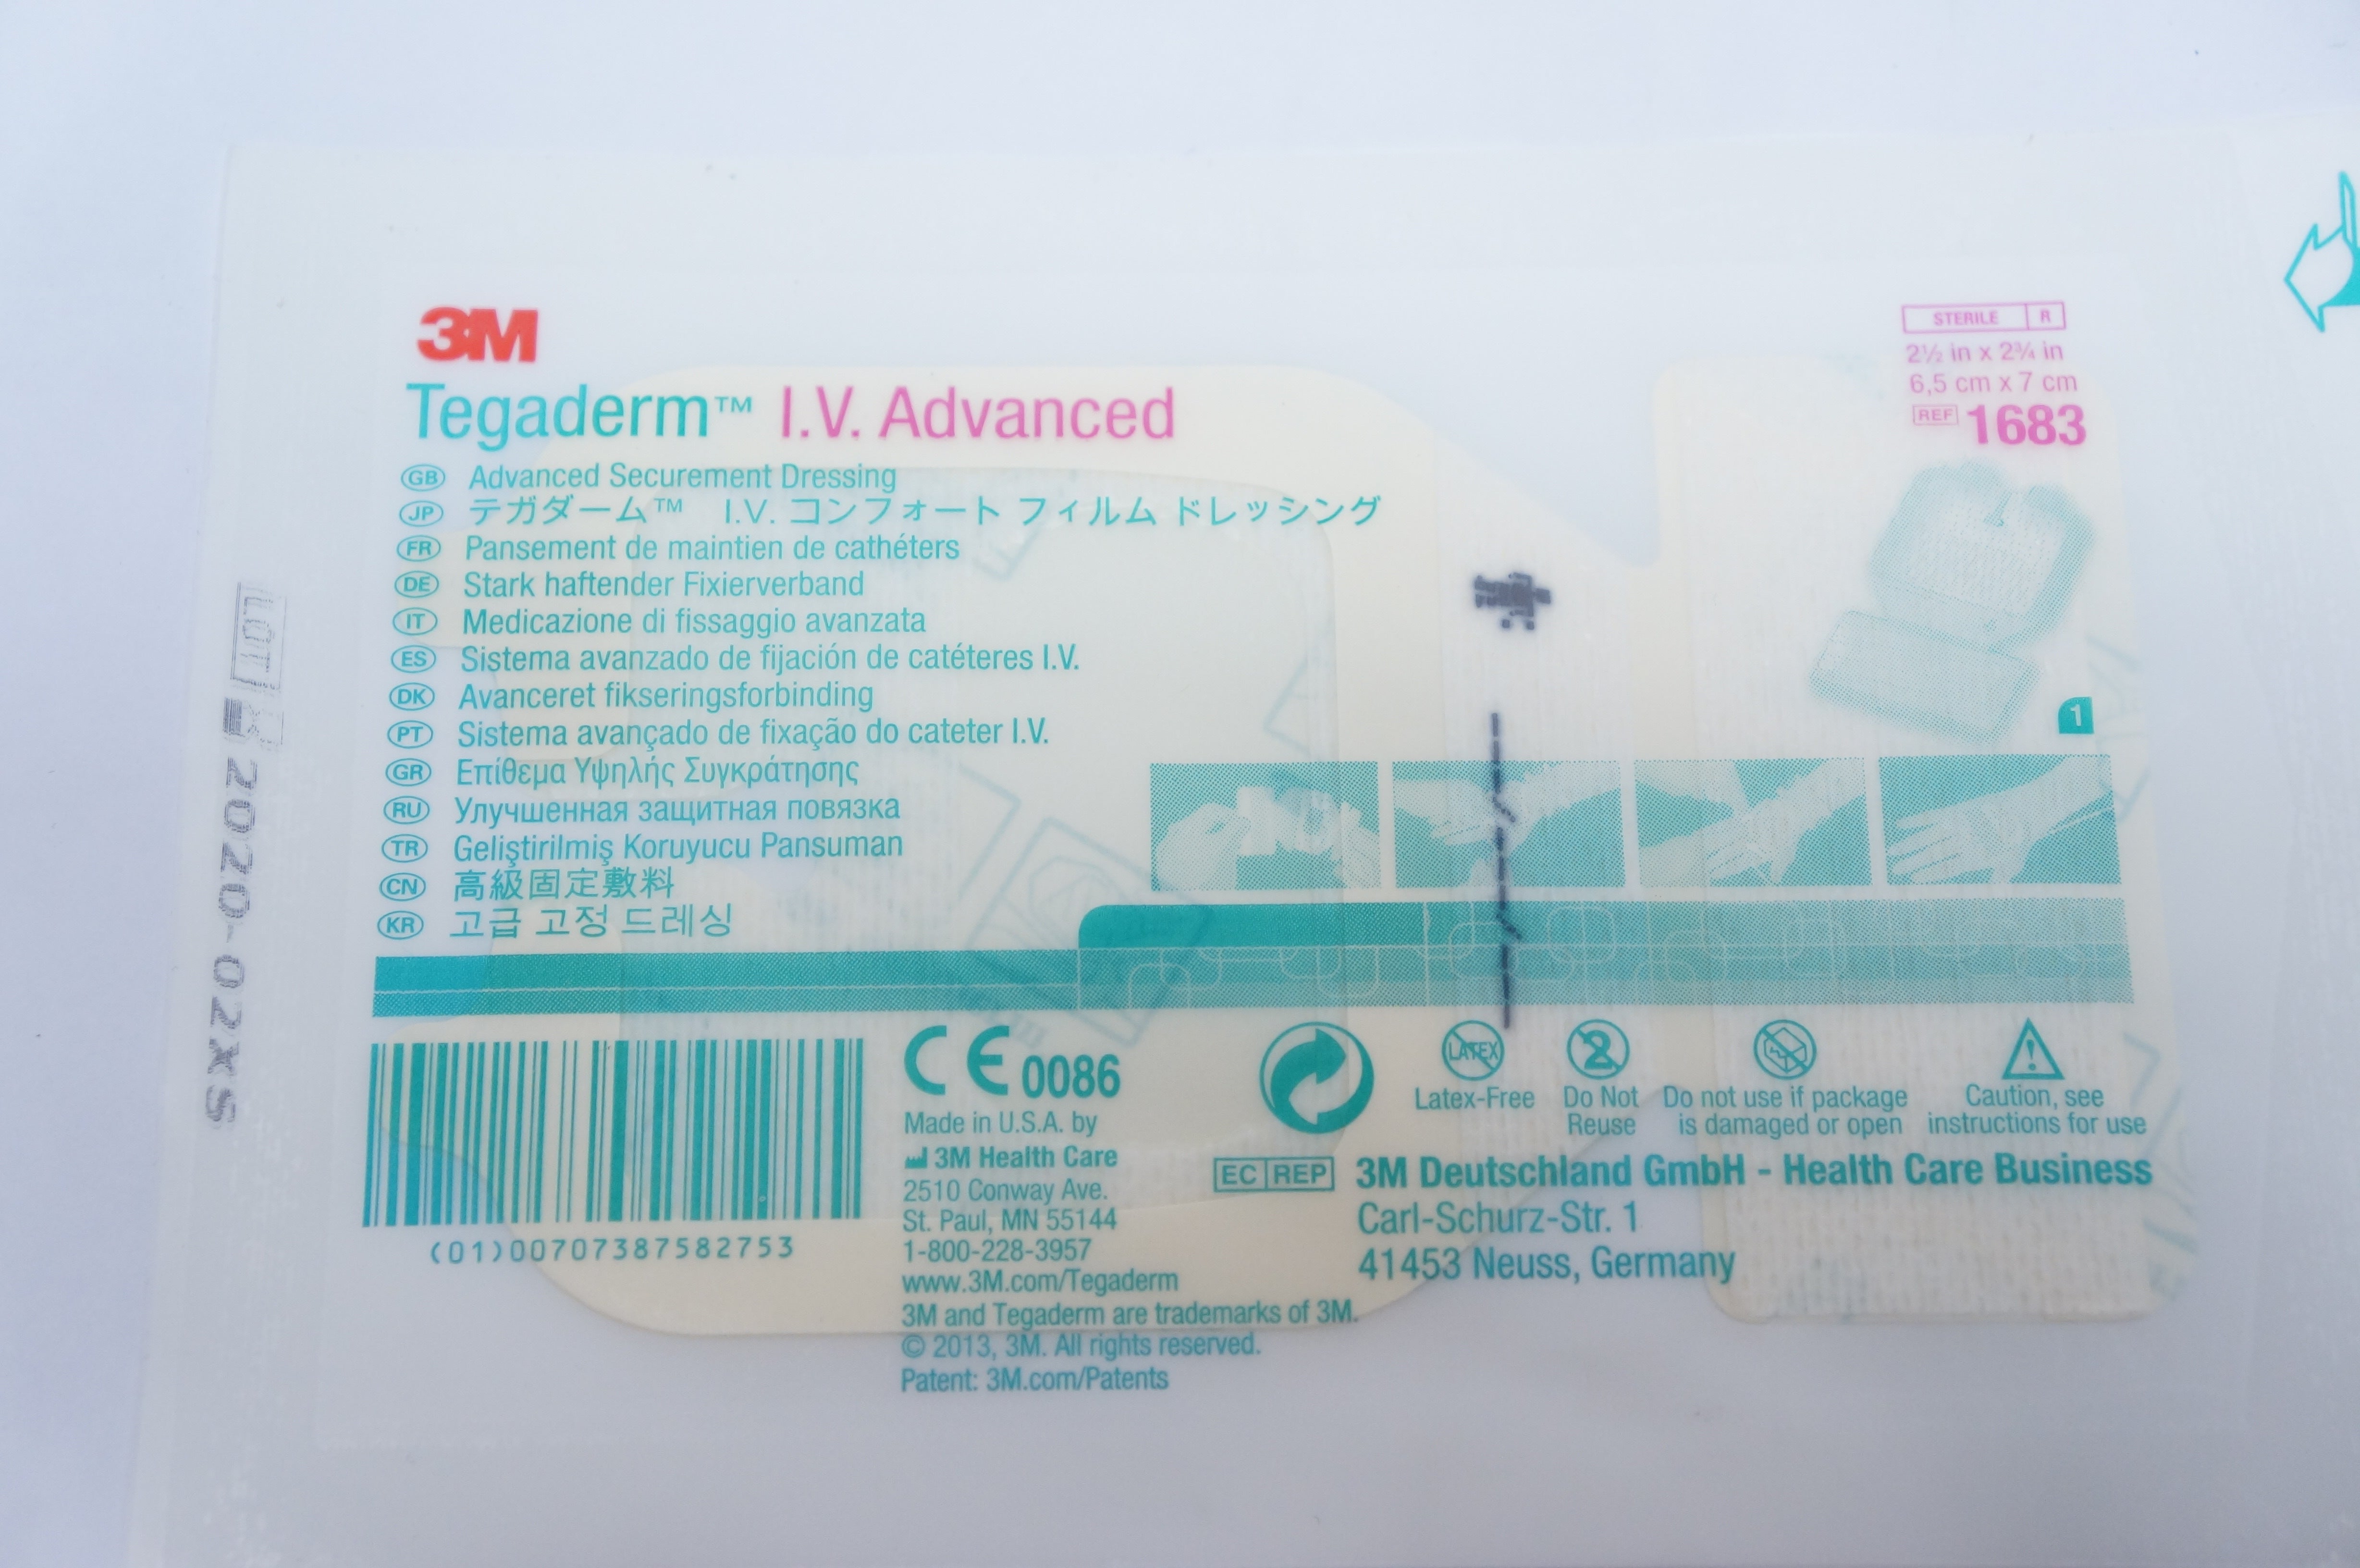 3M
Tegaderm™ I.V. Advanced
GB Advanced Securement Dressing
JP テガダーム™ I.V. コンフォート フィルム ドレッシング
FR Pansement de maintien de cathéters
DE Stark haftender Fixierverband
IT Medicazione di fissaggio avanzata
ES Sistema avanzado de fijación de catéteres I.V.
DK Avanceret fikseringsforbinding
PT Sistema avançado de fixação do cateter I.V.
GR Επίθεμα Υψηλής Συγκράτησης
RU Улучшенная защитная повязка
TR Geliştirilmiş Koruyucu Pansuman
CN 高級固定敷料
KR 고급 고정 드레싱
STERILE R
2½ in x 2¾ in
6,5 cm x 7 cm
REF 1683
1
LOT
2020-02XS
(01)00707387582753
CE 0086
Made in U.S.A. by
3M Health Care
2510 Conway Ave.
St. Paul, MN 55144
1-800-228-3957
www.3M.com/Tegaderm
3M and Tegaderm are trademarks of 3M.
© 2013, 3M. All rights reserved.
Patent: 3M.com/Patents
LATEX
Latex-Free
2
Do Not
Reuse
Do not use if package
is damaged or open
!
Caution, see
instructions for use
EC REP 3M Deutschland GmbH - Health Care Business
Carl-Schurz-Str. 1
41453 Neuss, Germany